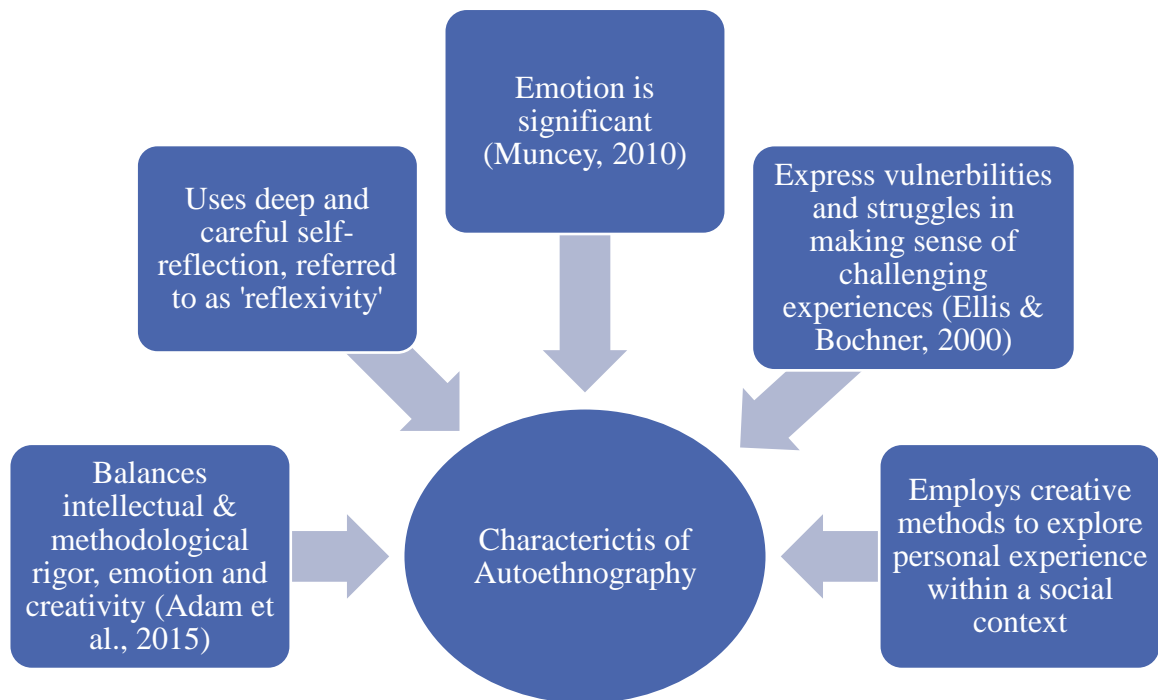 Emotion is
significant
(Muncey, 2010)
Uses deep and
careful self-
reflection, referred
to as 'reflexivity'
Express vulnerbilities
and struggles in
making sense of
challenging
experiences (Ellis &
Bochner, 2000)
Balances
intellectual &
methodological
rigor, emotion and
creativity (Adam et
al., 2015)
Characterictis of
Autoethnography
Employs creative
methods to explore
personal experience
within a social
context